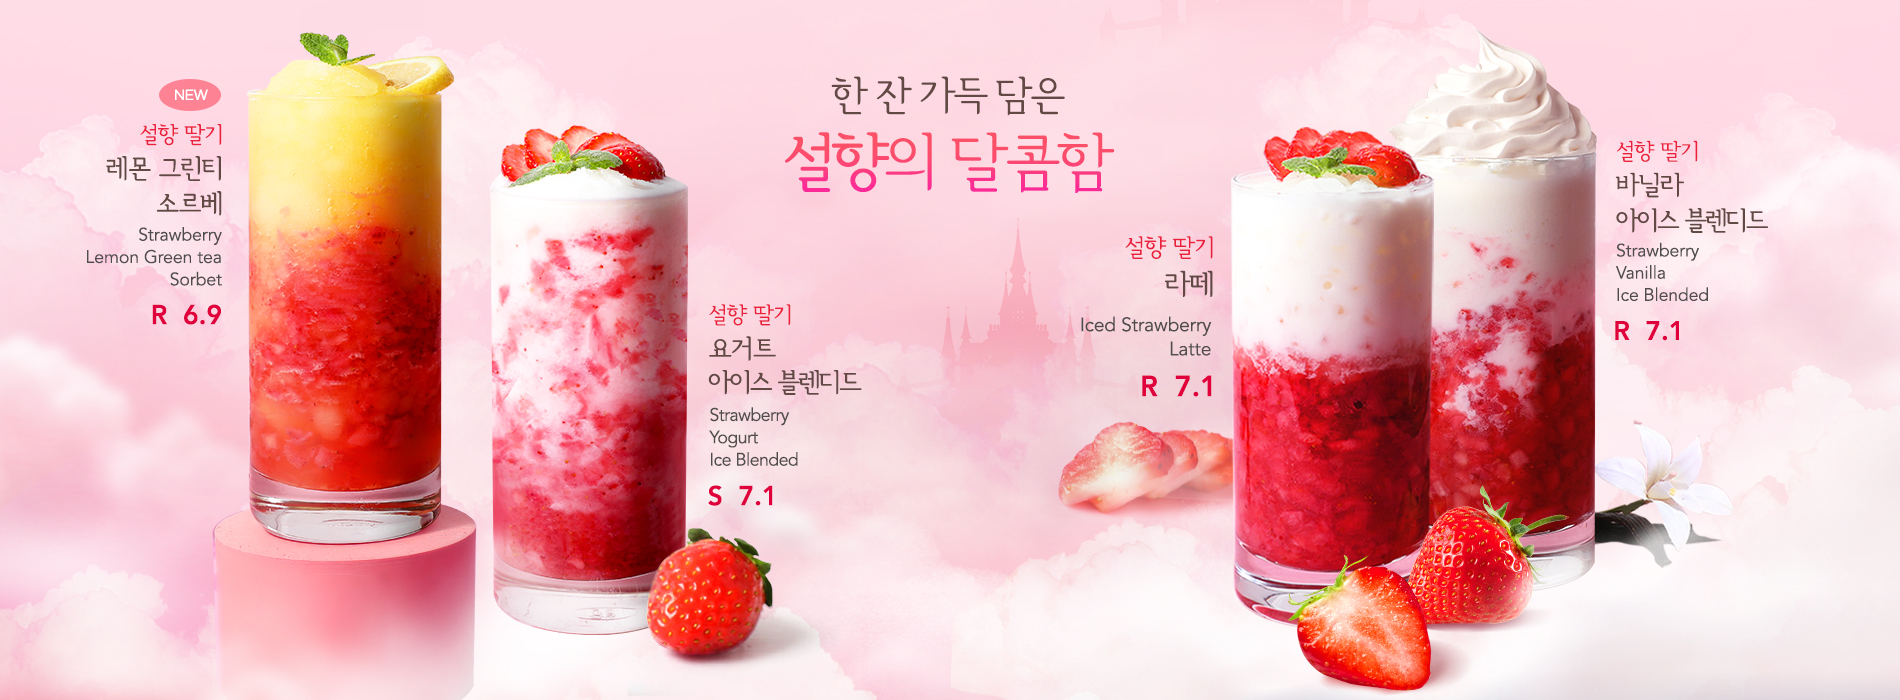 한 잔 가득 담은
설향의 달콤함
NEW
설향 딸기
레몬 그린티
소르베
Strawberry
Lemon Green tea
Sorbet
R 6.9
설향 딸기
요거트
아이스 블렌디드
Strawberry
Yogurt
Ice Blended
S 7.1
설향 딸기
라떼
Iced Strawberry
Latte
R 7.1
설향 딸기
바닐라
아이스 블렌디드
Strawberry
Vanilla
Ice Blended
R 7.1